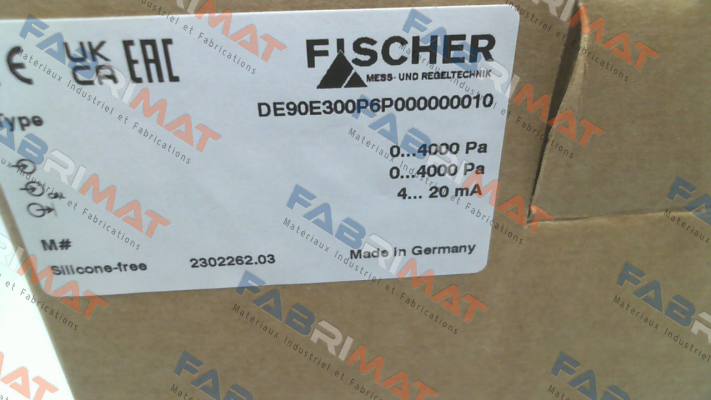 CE UK CA EAC
FISCHER
MESS- UND REGELTECHNIK
Type DE90E300P6P000000010
0...4000 Pa
0...4000 Pa
4... 20 mA
M#
Silicone-free 2302262.03 Made in Germany
FABRIMAT
Materiaux Industriel et Fabrications